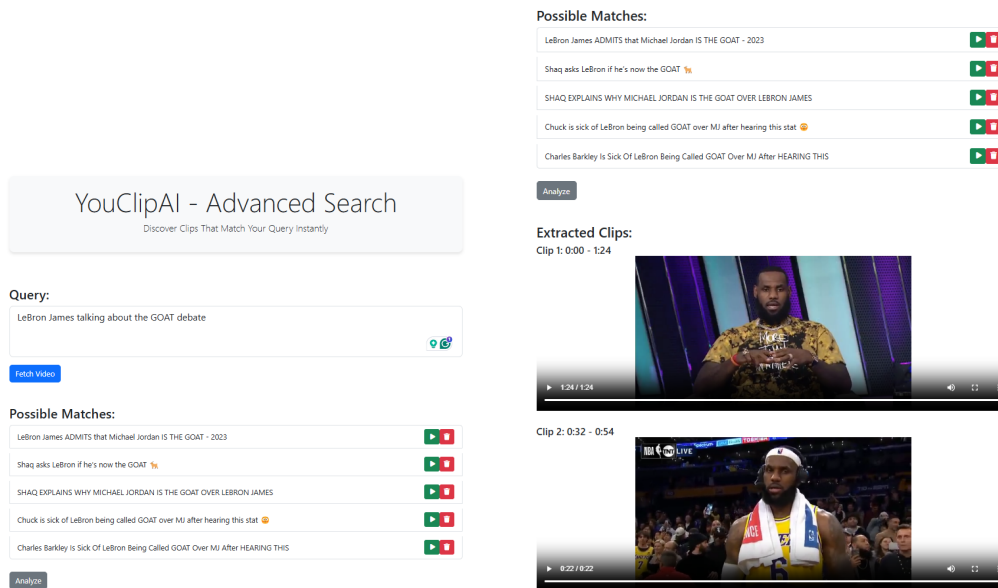 YouClipAI - Advanced Search
Discover Clips That Match Your Query Instantly
Query:
LeBron James talking about the GOAT debate
Fetch Video
Possible Matches:
LeBron James ADMITS that Michael Jordan IS THE GOAT - 2023
Shaq asks LeBron if he's now the GOAT 🐐
SHAQ EXPLAINS WHY MICHAEL JORDAN IS THE GOAT OVER LEBRON JAMES
Chuck is sick of LeBron being called GOAT over MJ after hearing this stat
Charles Barkley Is Sick Of LeBron Being Called GOAT Over MJ After HEARING THIS
Analyze
Possible Matches:
LeBron James ADMITS that Michael Jordan IS THE GOAT - 2023
Shaq asks LeBron if he's now the GOAT
SHAQ EXPLAINS WHY MICHAEL JORDAN IS THE GOAT OVER LEBRON JAMES
Chuck is sick of LeBron being called GOAT over MJ after hearing this stat
Charles Barkley Is Sick Of LeBron Being Called GOAT Over MJ After HEARING THIS
Analyze
Extracted Clips:
Clip 1: 0:00 - 1:24
MORE
THAN
1:24 / 1:24
Clip 2: 0:32 - 0:54
NBA TNT LIVE
6
0:22 / 0:22